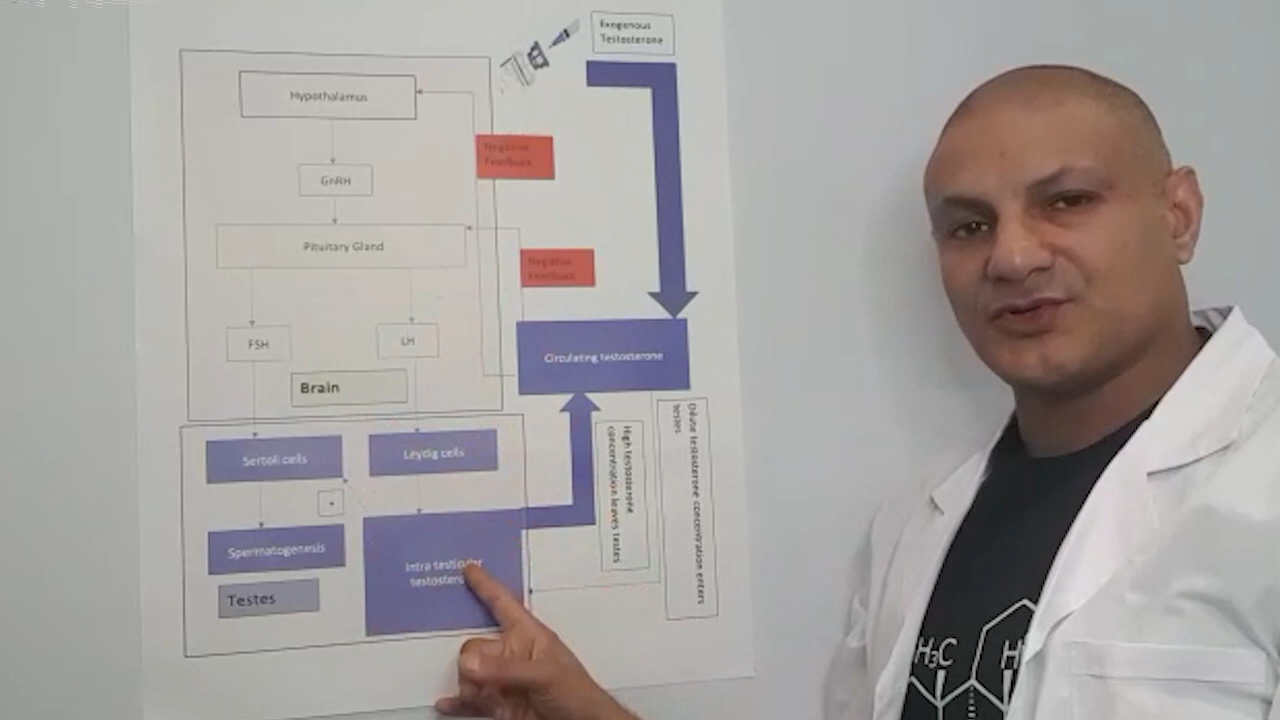 Exogenous
Testosterone
Hypothalamus
Negative
Feedback
GnRH
Pituitary Gland
Negative
Feedback
FSH
LH
Circulating testosterone
Brain
Sertoli cells
Leydig cells
High testosterone
concentration leaves testes
Dilute testosterone concentration enters
testes
+
Spermatogenesis
Intra testicular
Testes
H₃C
H